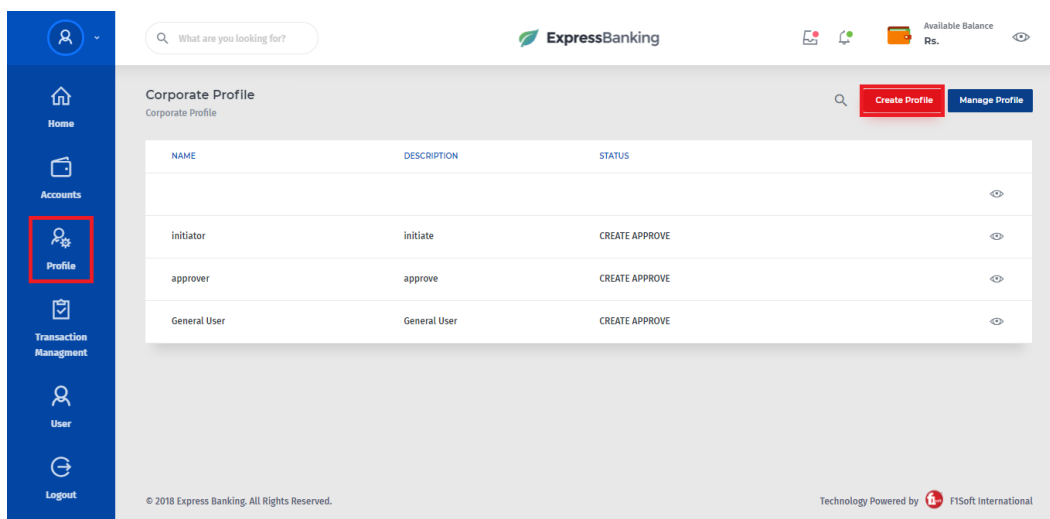 What are you looking for?
ExpressBanking
Available Balance
Rs.
Home
Accounts
Profile
Transaction
Managment
User
Logout
Corporate Profile
Corporate Profile
Create Profile
Manage Profile
NAME DESCRIPTION STATUS
initiator initiate CREATE APPROVE
approver approve CREATE APPROVE
General User General User CREATE APPROVE
© 2018 Express Banking. All Rights Reserved.
Technology Powered by F1Soft International